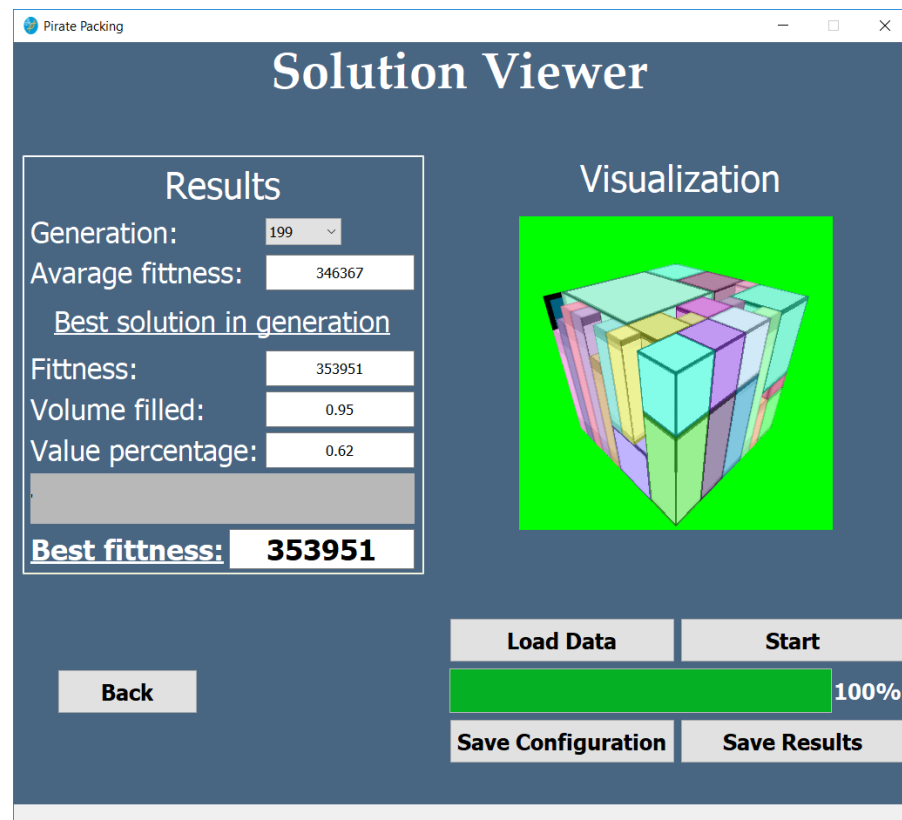 Pirate Packing
Solution Viewer
Results
Generation: 199
Avarage fittness: 346367
Best solution in generation
Fittness: 353951
Volume filled: 0.95
Value percentage: 0.62
Best fittness: 353951
Visualization
Load Data Start
100%
Back
Save Configuration Save Results